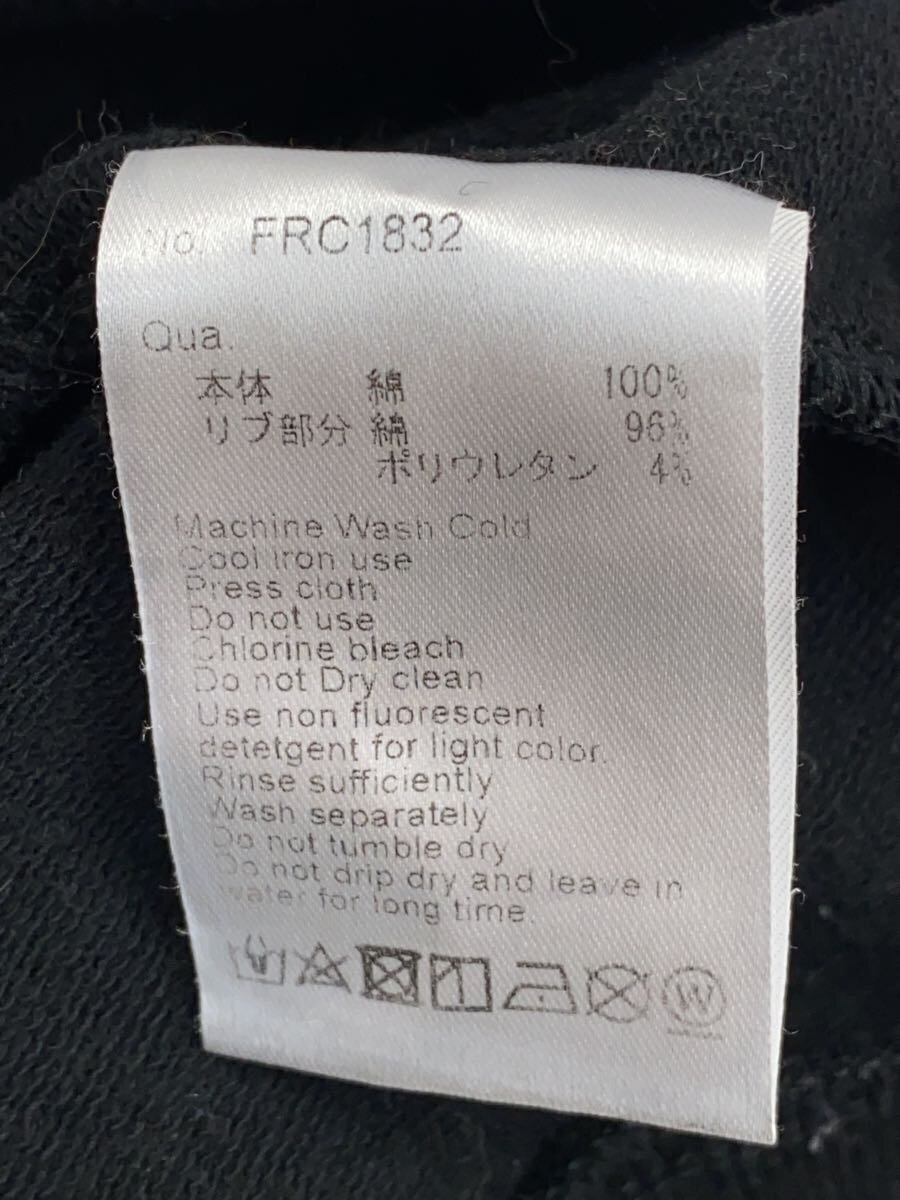 No. FRC1832
Qua.
本体 綿 100%
リブ部分 綿 96%
ポリウレタン 4%
Machine Wash Cold
Cool iron use
Press cloth
Do not use
Chlorine bleach
Do not Dry clean
Use non fluorescent
detetgent for light color.
Rinse sufficiently
Wash separately
Do not tumble dry
Do not drip dry and leave in
water for long time.
W